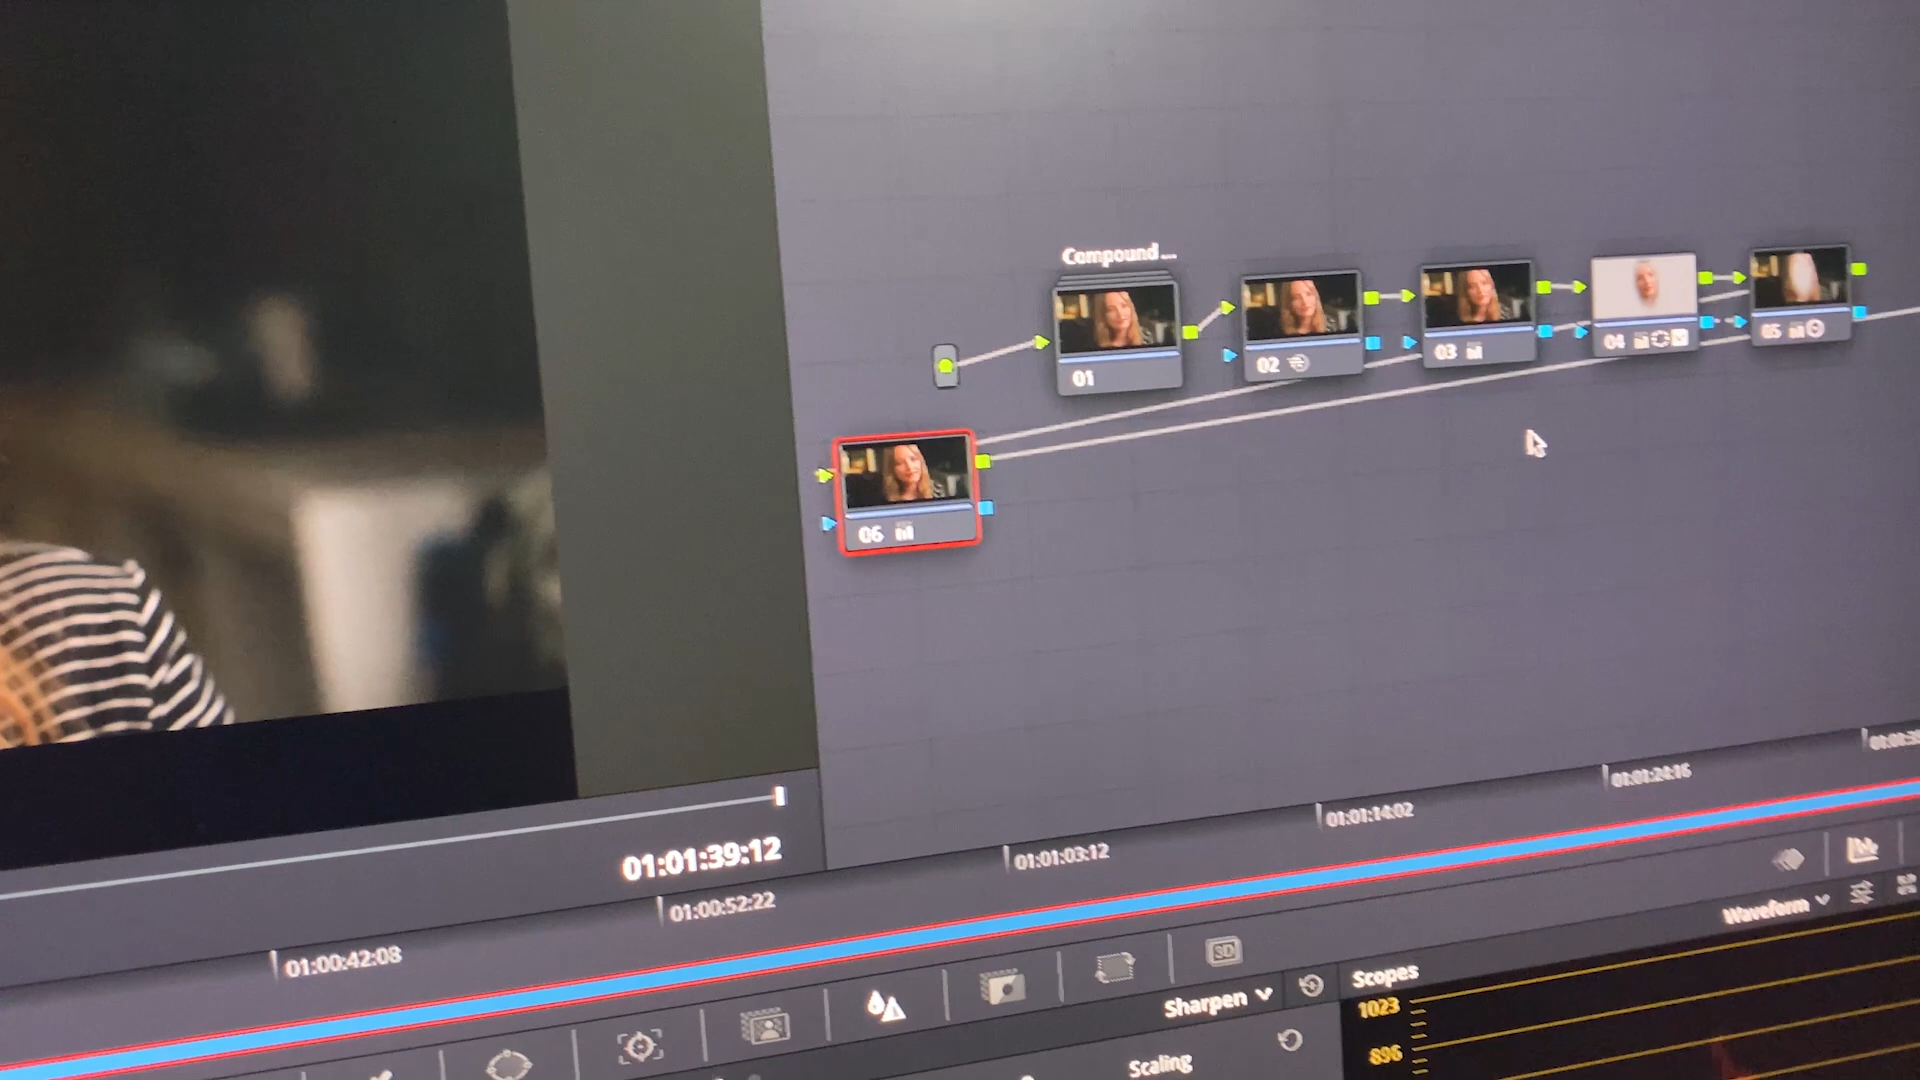 Compound ...
01
02
03
04
05
06
01:01:39:12
01:00:42:08
01:00:52:22
01:01:03:12
01:01:14:02
01:01:24:16
Waveform
SD
Sharpen
Scopes
1023
896
Scaling